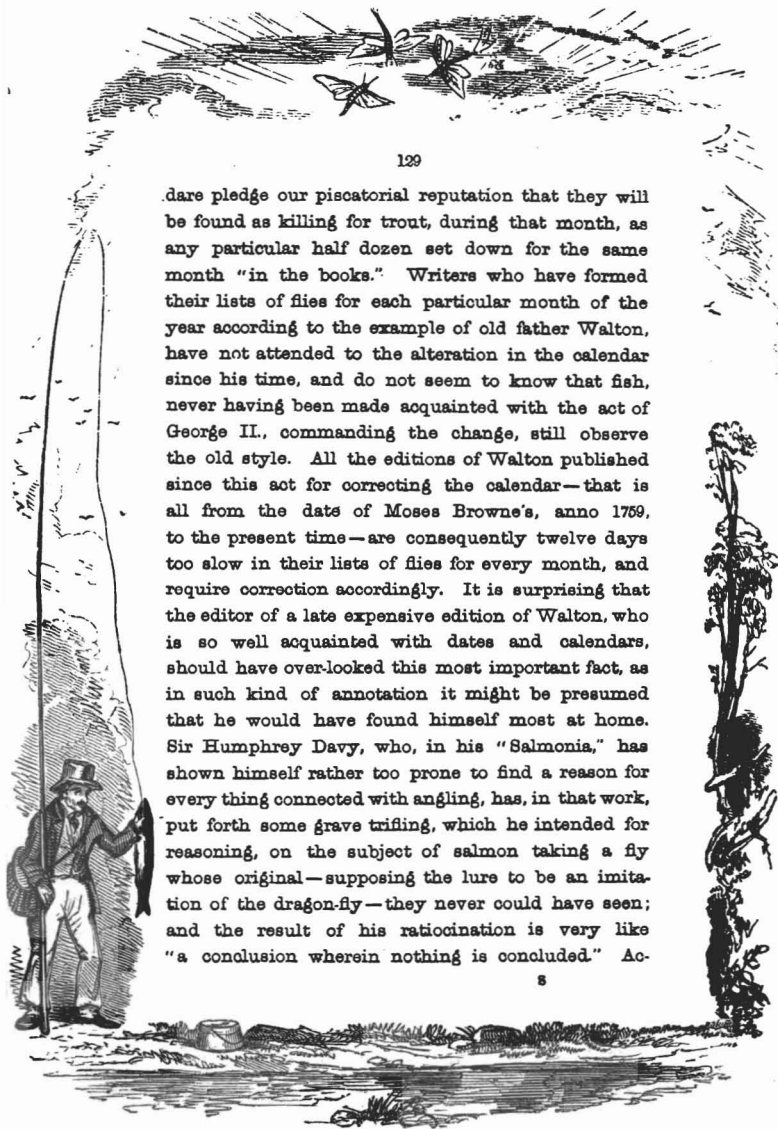 129
dare pledge our piscatorial reputation that they will
be found as killing for trout, during that month, as
any particular half dozen set down for the same
month "in the books." Writers who have formed
their lists of flies for each particular month of the
year according to the example of old father Walton,
have not attended to the alteration in the calendar
since his time, and do not seem to know that fish,
never having been made acquainted with the act of
George II., commanding the change, still observe
the old style. All the editions of Walton published
since this act for correcting the calendar—that is
all from the date of Moses Browne's, anno 1759,
to the present time—are consequently twelve days
too slow in their lists of flies for every month, and
require correction accordingly. It is surprising that
the editor of a late expensive edition of Walton, who
is so well acquainted with dates and calendars,
should have over-looked this most important fact, as
in such kind of annotation it might be presumed
that he would have found himself most at home.
Sir Humphrey Davy, who, in his "Salmonia," has
shown himself rather too prone to find a reason for
every thing connected with angling, has, in that work,
put forth some grave trifling, which he intended for
reasoning, on the subject of salmon taking a fly
whose original—supposing the lure to be an imita-
tion of the dragon-fly—they never could have seen;
and the result of his ratiocination is very like
"a conclusion wherein nothing is concluded." Ac-
s